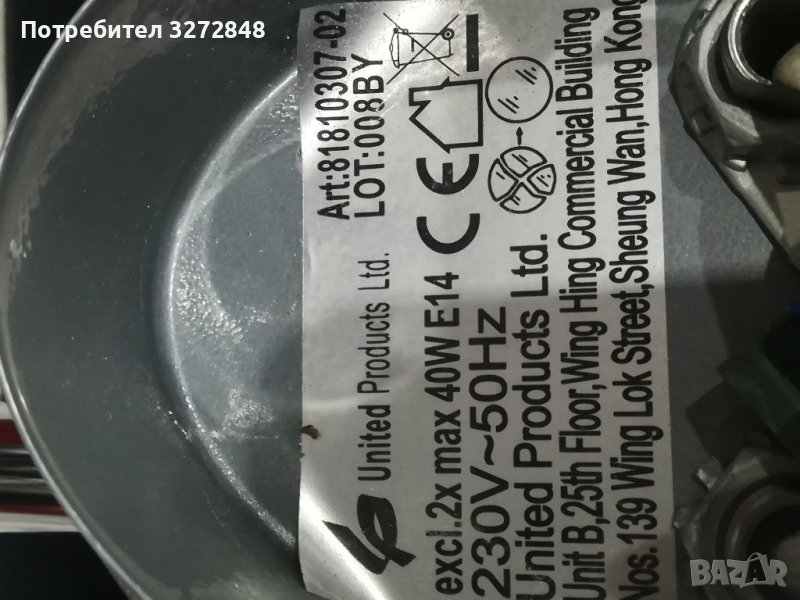 Потребител 3272848
Art:81810307-02
LOT:008BY
United Products Ltd.
CE
excl.2x max 40W E14
230V~50Hz
United Products Ltd.
Unit B,25th Floor,Wing Hing Commercial Building
Nos.139 Wing Lok Street,Sheung Wan,Hong Kong
BAZAR